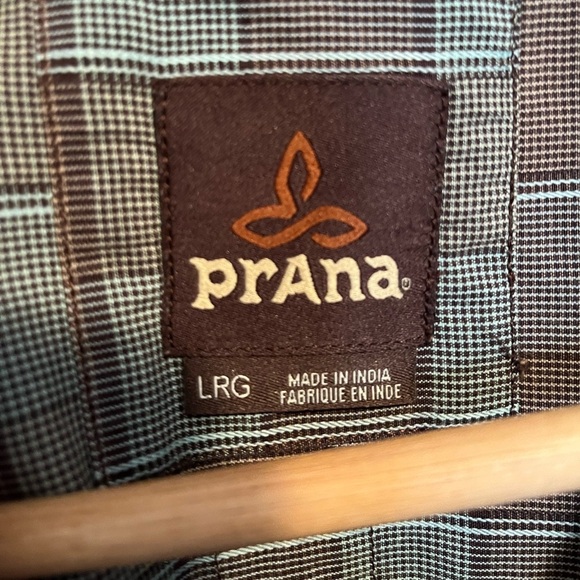 prAna®
LRG
MADE IN INDIA
FABRIQUE EN INDE